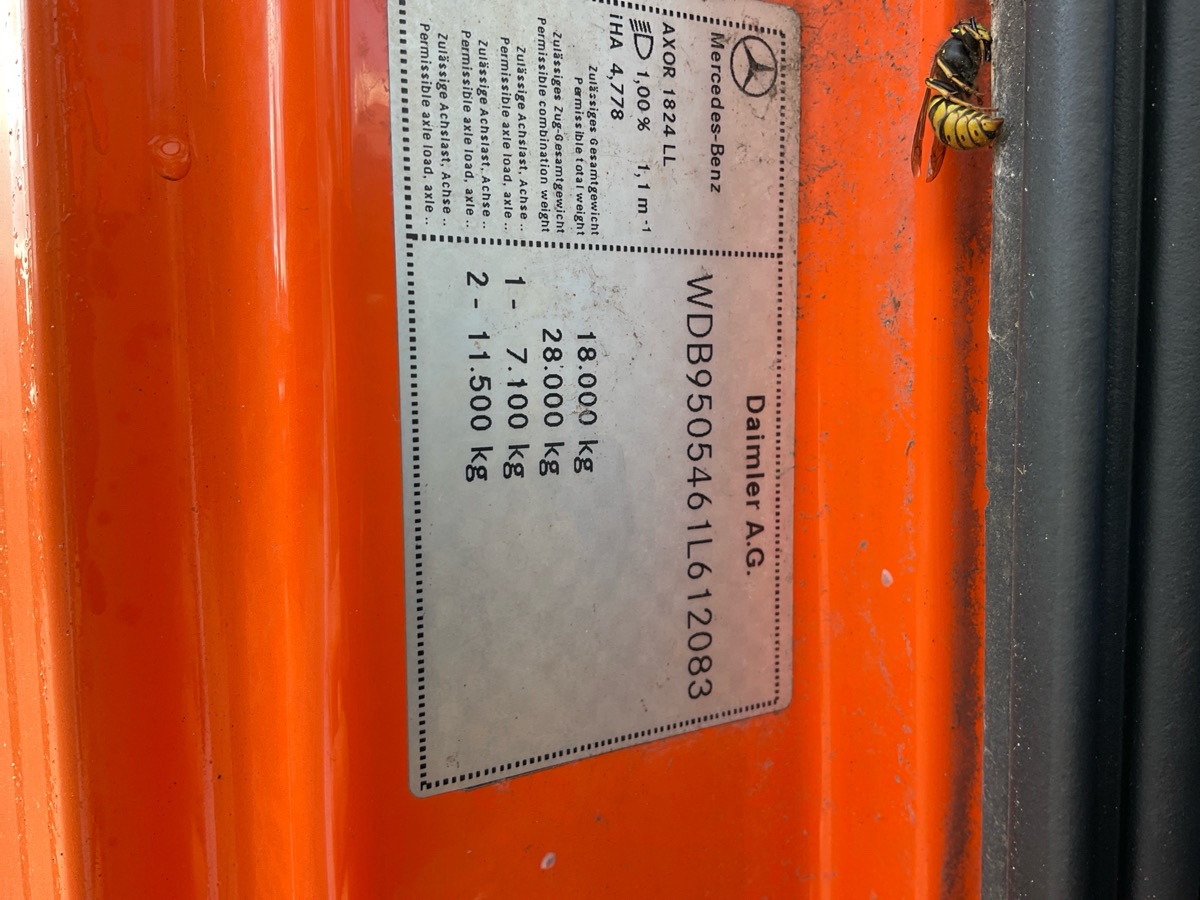 Mercedes-Benz Daimler A.G.
AXOR 1824 LL WDB9505461L612083
1,00 % 1,1 m -1
iHA 4,778
Zulässiges Gesamtgewicht
Permissible total weight 18.000 kg
Zulässiges Zug-Gesamtgewicht
Permissible combination weight 28.000 kg
Zulässige Achslast, Achse ..
Permissible axle load, axle .. 1 - 7.100 kg
Zulässige Achslast, Achse ..
Permissible axle load, axle .. 2 - 11.500 kg
Zulässige Achslast, Achse ..
Permissible axle load, axle ..